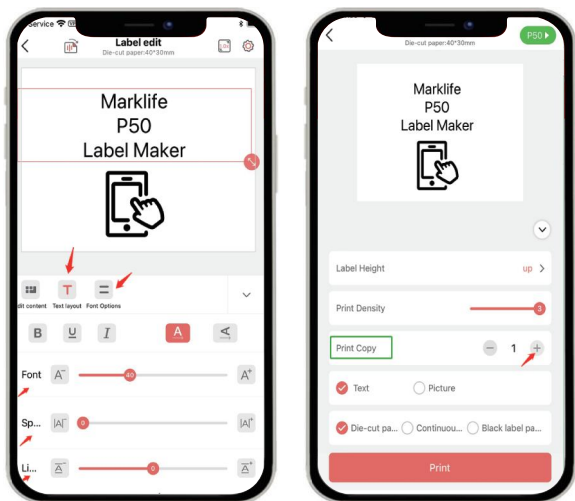 Service
Label edit
Die-cut paper:40*30mm
Marklife
P50
Label Maker
dit content
Text layout
Font Options
B U I A A
Font A⁻ 40 A⁺
Sp... |A|⁻ 0 |A|⁺
Li... A⁻ 0 A⁺
Die-cut paper:40*30mm
P50
Marklife
P50
Label Maker
Label Height up
Print Density 3
Print Copy 1
Text Picture
Die-cut pa... Continuou... Black label pa...
Print